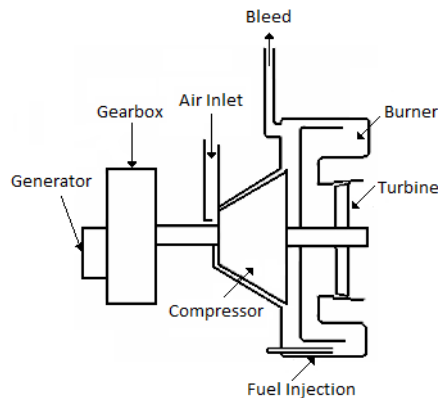 Bleed
Air Inlet
Burner
Gearbox
Generator
Turbine
Compressor
Fuel Injection